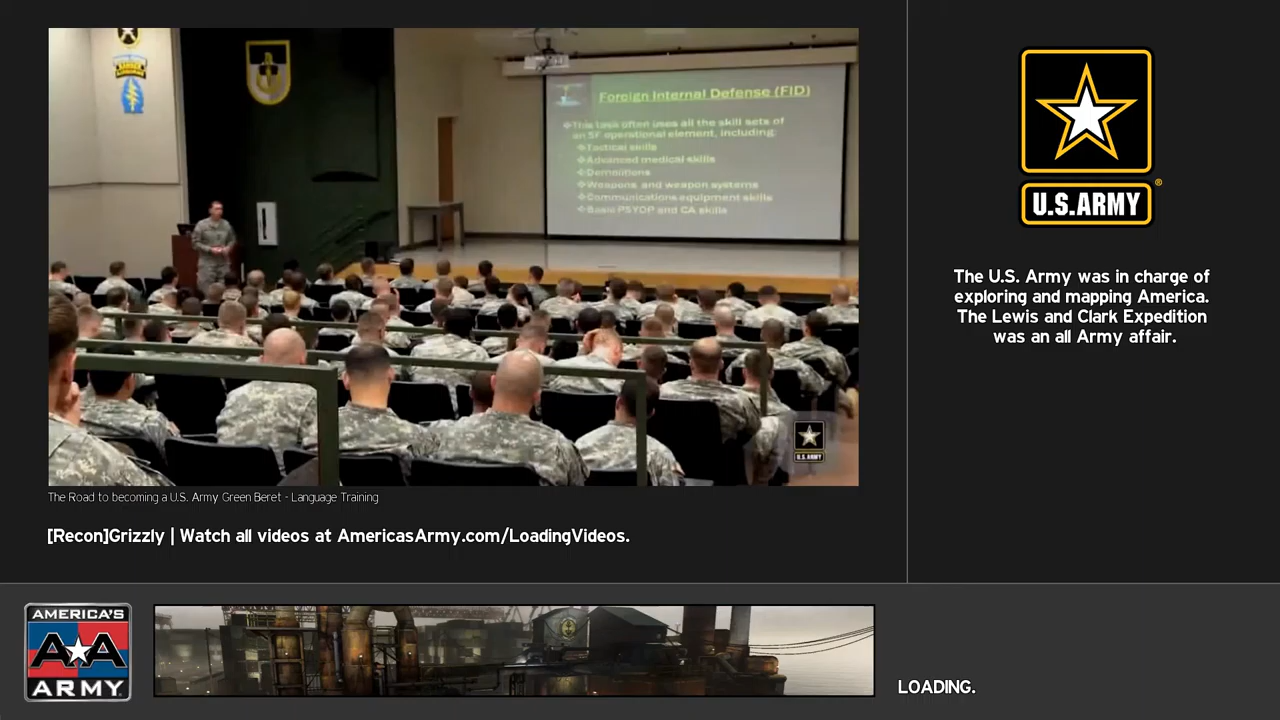 Foreign Internal Defense (FID)
❖This task often uses all the skill sets of
an SF operational element, including:
❖Tactical skills
❖Advanced medical skills
❖Demolitions
❖Weapons and weapon systems
❖Communications equipment skills
❖Basic PSYOP and CA skills
U.S.ARMY
The Road to becoming a U.S. Army Green Beret - Language Training
[Recon]Grizzly | Watch all videos at AmericasArmy.com/LoadingVideos.
U.S.ARMY ®
The U.S. Army was in charge of
exploring and mapping America.
The Lewis and Clark Expedition
was an all Army affair.
AMERICA'S
AA
ARMY
LOADING.